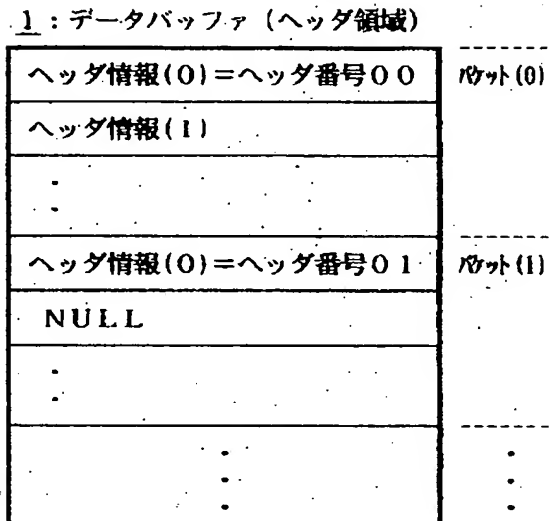 1：データバッファ（ヘッダ領域）
ヘッダ情報(0)＝ヘッダ番号００ パケット(0)
ヘッダ情報(1)
ヘッダ情報(0)＝ヘッダ番号０１ パケット(1)
ＮＵＬＬ